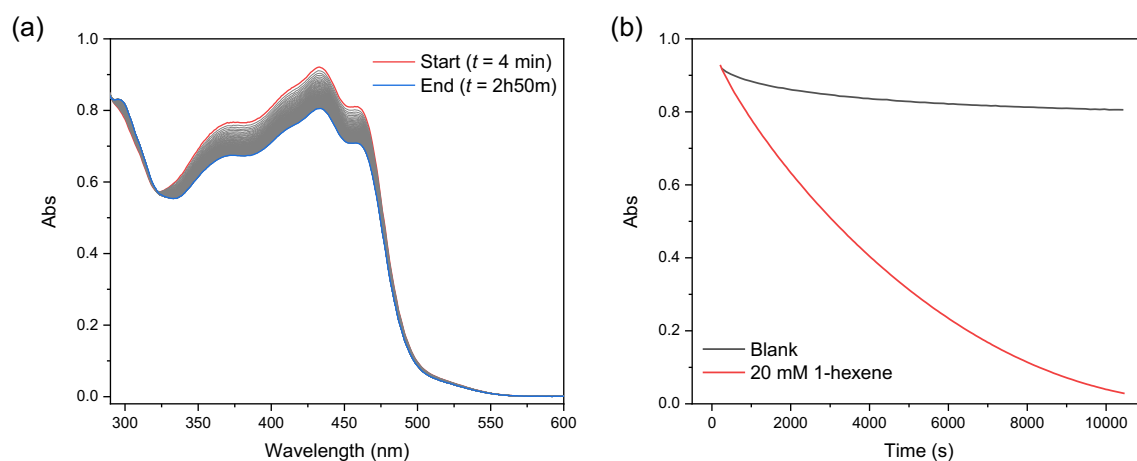 (a)
1.0
0.8
0.6
0.4
0.2
0.0
Abs
300
350
400
450
500
550
600
Wavelength (nm)
Start (t = 4 min)
End (t = 2h50m)
(b)
1.0
0.8
0.6
0.4
0.2
0.0
Abs
0
2000
4000
6000
8000
10000
Time (s)
Blank
20 mM 1-hexene